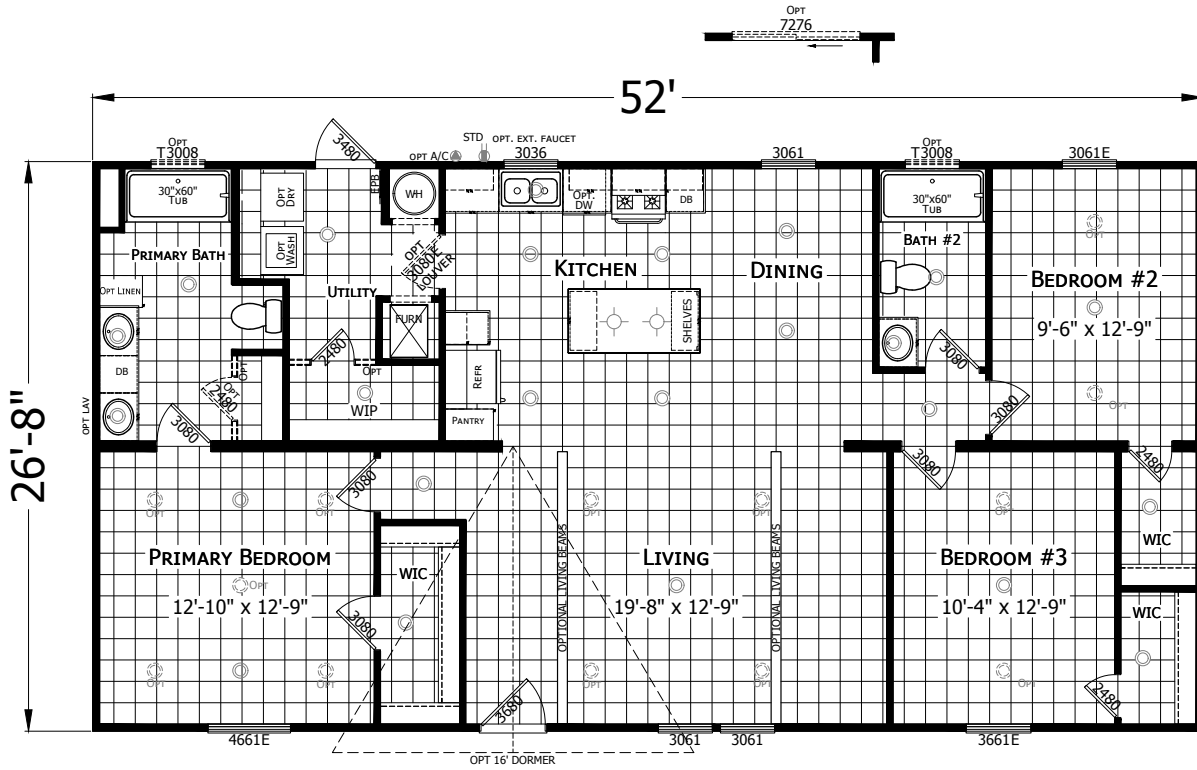 OPT
7276
52'
26'-8"
OPT
T3008
3480
OPT A/C
STD
OPT. EXT. FAUCET
3036
3061
OPT
T3008
3061E
30"x60"
TUB
OPT
DRY
EPB
WH
OPT.
DW
DB
30"x60"
TUB
OPT
WASH
PRIMARY BATH
OPT
3080E
LOUVER
BATH #2
OPT
KITCHEN
DINING
BEDROOM #2
9'-6" x 12'-9"
OPT LINEN
UTILITY
FURN
SHELVES
2480
3080
DB
OPT
OPT
2480
OPT
REFR
WIP
PANTRY
3080
OPT
OPT LAV
3080
3080
3080
2480
OPT
OPT
OPT
OPT
OPT
PRIMARY BEDROOM
12'-10" x 12'-9"
OPT
WIC
3080
OPTIONAL LIVING BEAMS
LIVING
19'-8" x 12'-9"
OPTIONAL LIVING BEAMS
BEDROOM #3
10'-4" x 12'-9"
WIC
WIC
OPT
OPT
OPT
OPT
OPT
2480
3680
4661E
3061
3061
3661E
OPT 16' DORMER